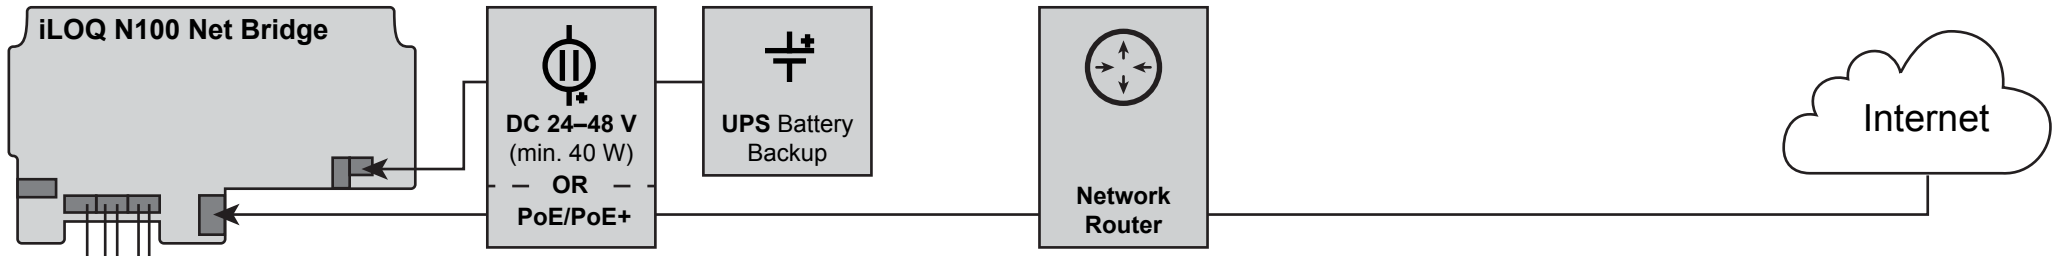 iLOQ N100 Net Bridge
DC 24–48 V
(min. 40 W)
OR
PoE/PoE+
UPS Battery
Backup
Network
Router
Internet